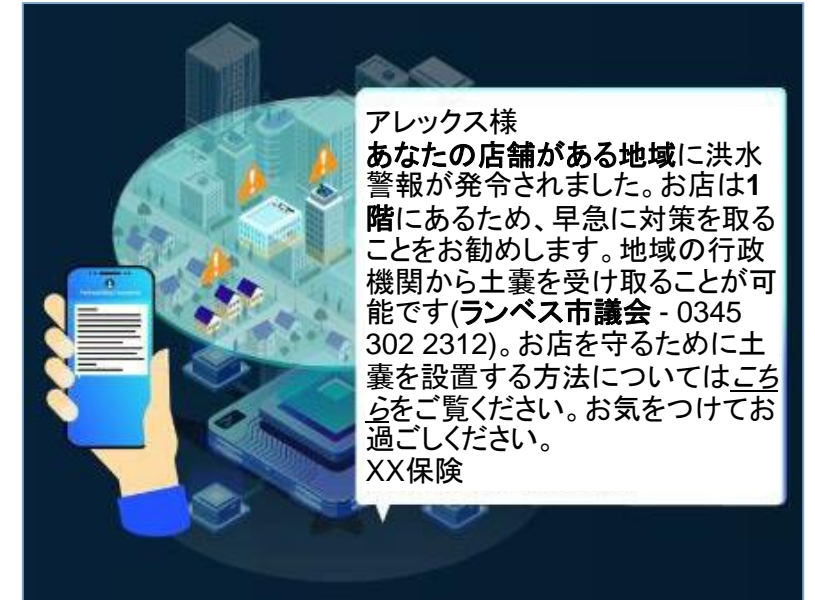 アレックス様
あなたの店舗がある地域に洪水
警報が発令されました。お店は1
階にあるため、早急に対策を取る
ことをお勧めします。地域の行政
機関から土嚢を受け取ることが可
能です(ランベス市議会 - 0345
302 2312)。お店を守るために土
嚢を設置する方法についてはこち
らをご覧ください。お気をつけてお
過ごしください。
XX保険